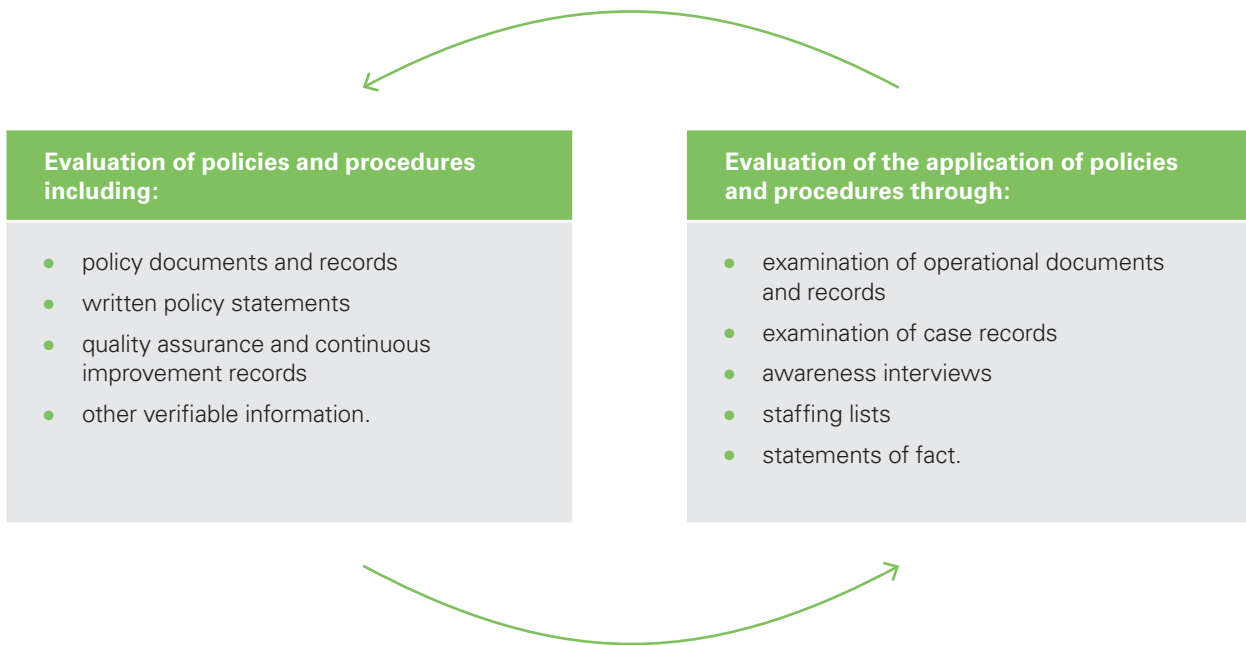 Evaluation of policies and procedures
including:
• policy documents and records
• written policy statements
• quality assurance and continuous
improvement records
• other verifiable information.
Evaluation of the application of policies
and procedures through:
• examination of operational documents
and records
• examination of case records
• awareness interviews
• staffing lists
• statements of fact.